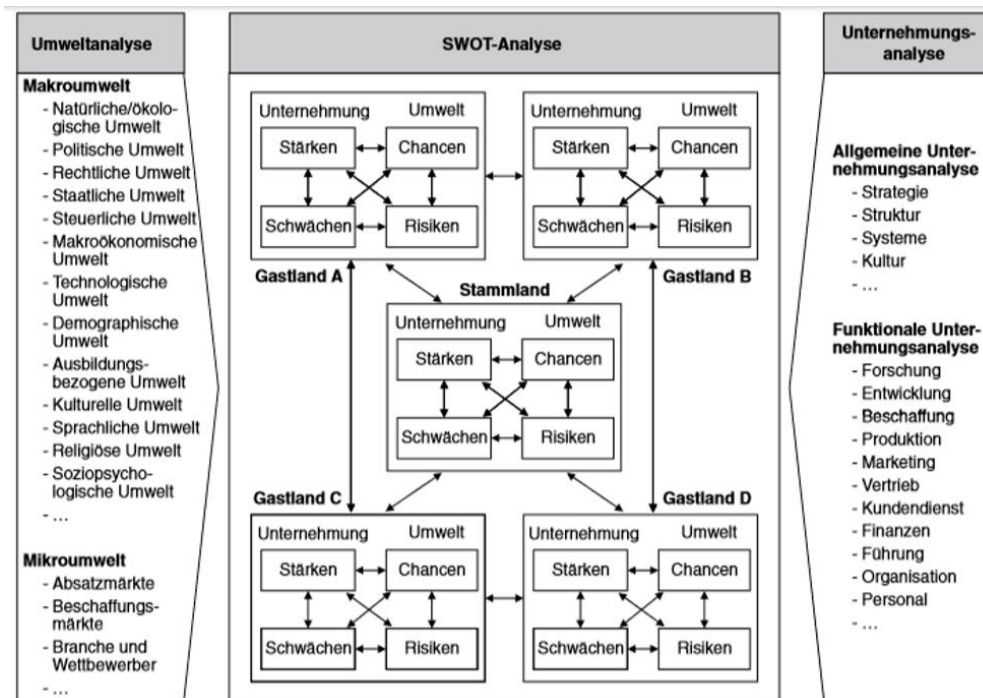 Umweltanalyse
Makroumwelt
- Natürliche/ökolo-
gische Umwelt
- Politische Umwelt
- Rechtliche Umwelt
- Staatliche Umwelt
- Steuerliche Umwelt
- Makroökonomische
Umwelt
- Technologische
Umwelt
- Demographische
Umwelt
- Ausbildungs-
bezogene Umwelt
- Kulturelle Umwelt
- Sprachliche Umwelt
- Religiöse Umwelt
- Soziopsycho-
logische Umwelt
- ...
Mikroumwelt
- Absatzmärkte
- Beschaffungs-
märkte
- Branche und
Wettbewerber
- ...
SWOT-Analyse
Unternehmung Umwelt
Stärken Chancen
Schwächen Risiken
Gastland A
Unternehmung Umwelt
Stärken Chancen
Schwächen Risiken
Gastland B
Stammland
Unternehmung Umwelt
Stärken Chancen
Schwächen Risiken
Gastland C
Unternehmung Umwelt
Stärken Chancen
Schwächen Risiken
Gastland D
Unternehmung Umwelt
Stärken Chancen
Schwächen Risiken
Unternehmungs-
analyse
Allgemeine Unter-
nehmungsanalyse
- Strategie
- Struktur
- Systeme
- Kultur
- ...
Funktionale Unter-
nehmungsanalyse
- Forschung
- Entwicklung
- Beschaffung
- Produktion
- Marketing
- Vertrieb
- Kundendienst
- Finanzen
- Führung
- Organisation
- Personal
- ...